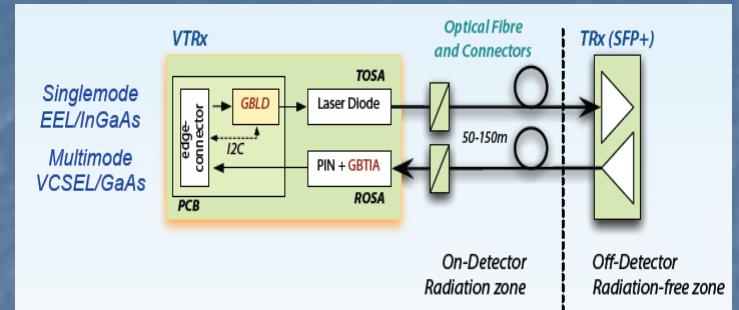 VTRx
Optical Fibre
and Connectors
TRx (SFP+)
Singlemode
EEL/InGaAs
Multimode
VCSEL/GaAs
TOSA
edge-
connector
GBLD
Laser Diode
I2C
50-150m
PIN + GBTIA
PCB
ROSA
On-Detector
Radiation zone
Off-Detector
Radiation-free zone